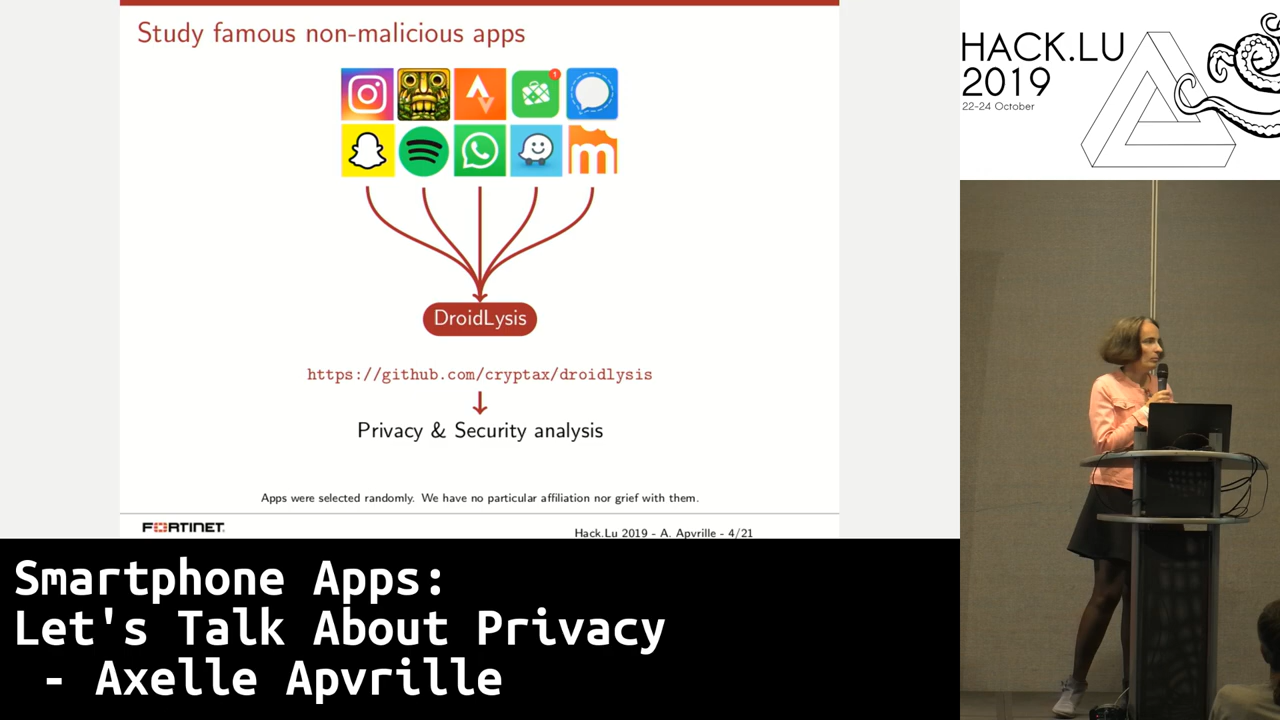 Study famous non-malicious apps
1
m
DroidLysis
https://github.com/cryptax/droidlysis
Privacy & Security analysis
Apps were selected randomly. We have no particular affiliation nor grief with them.
FORTINET
Hack.Lu 2019 - A. Apvrille - 4/21
HACK.LU
2019
22-24 October
Smartphone Apps:
Let's Talk About Privacy
- Axelle Apvrille